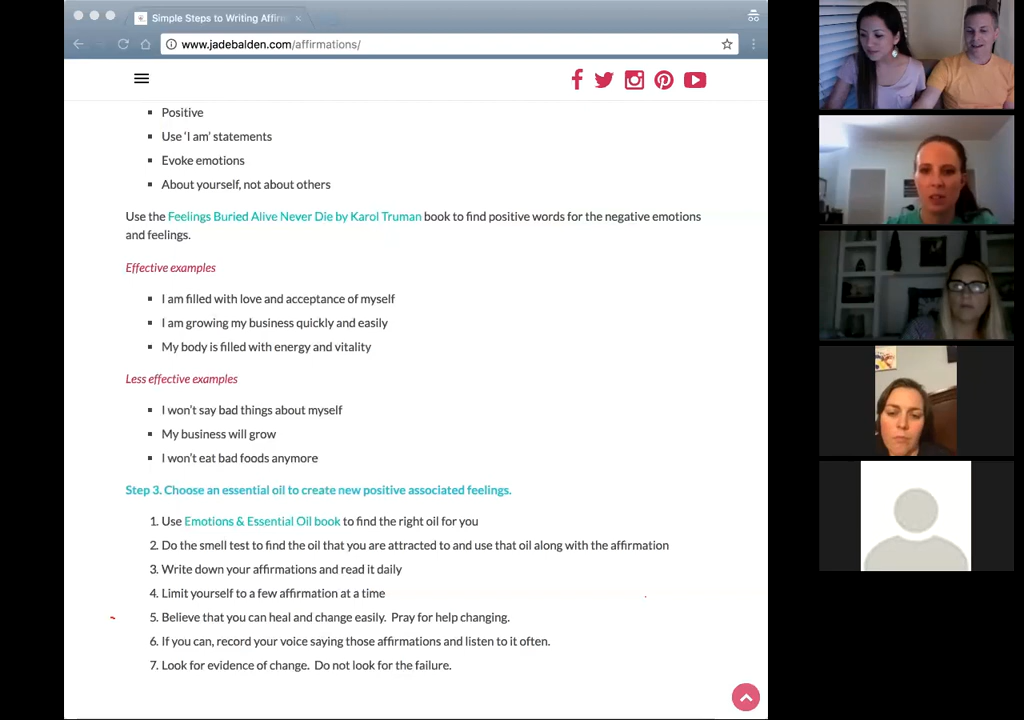 Simple Steps to Writing Affirm
www.jadebalden.com/affirmations/
Positive
Use 'I am' statements
Evoke emotions
About yourself, not about others
Use the Feelings Buried Alive Never Die by Karol Truman book to find positive words for the negative emotions
and feelings.
Effective examples
I am filled with love and acceptance of myself
I am growing my business quickly and easily
My body is filled with energy and vitality
Less effective examples
I won't say bad things about myself
My business will grow
I won't eat bad foods anymore
Step 3. Choose an essential oil to create new positive associated feelings.
1. Use Emotions & Essential Oil book to find the right oil for you
2. Do the smell test to find the oil that you are attracted to and use that oil along with the affirmation
3. Write down your affirmations and read it daily
4. Limit yourself to a few affirmation at a time
5. Believe that you can heal and change easily. Pray for help changing.
6. If you can, record your voice saying those affirmations and listen to it often.
7. Look for evidence of change. Do not look for the failure.